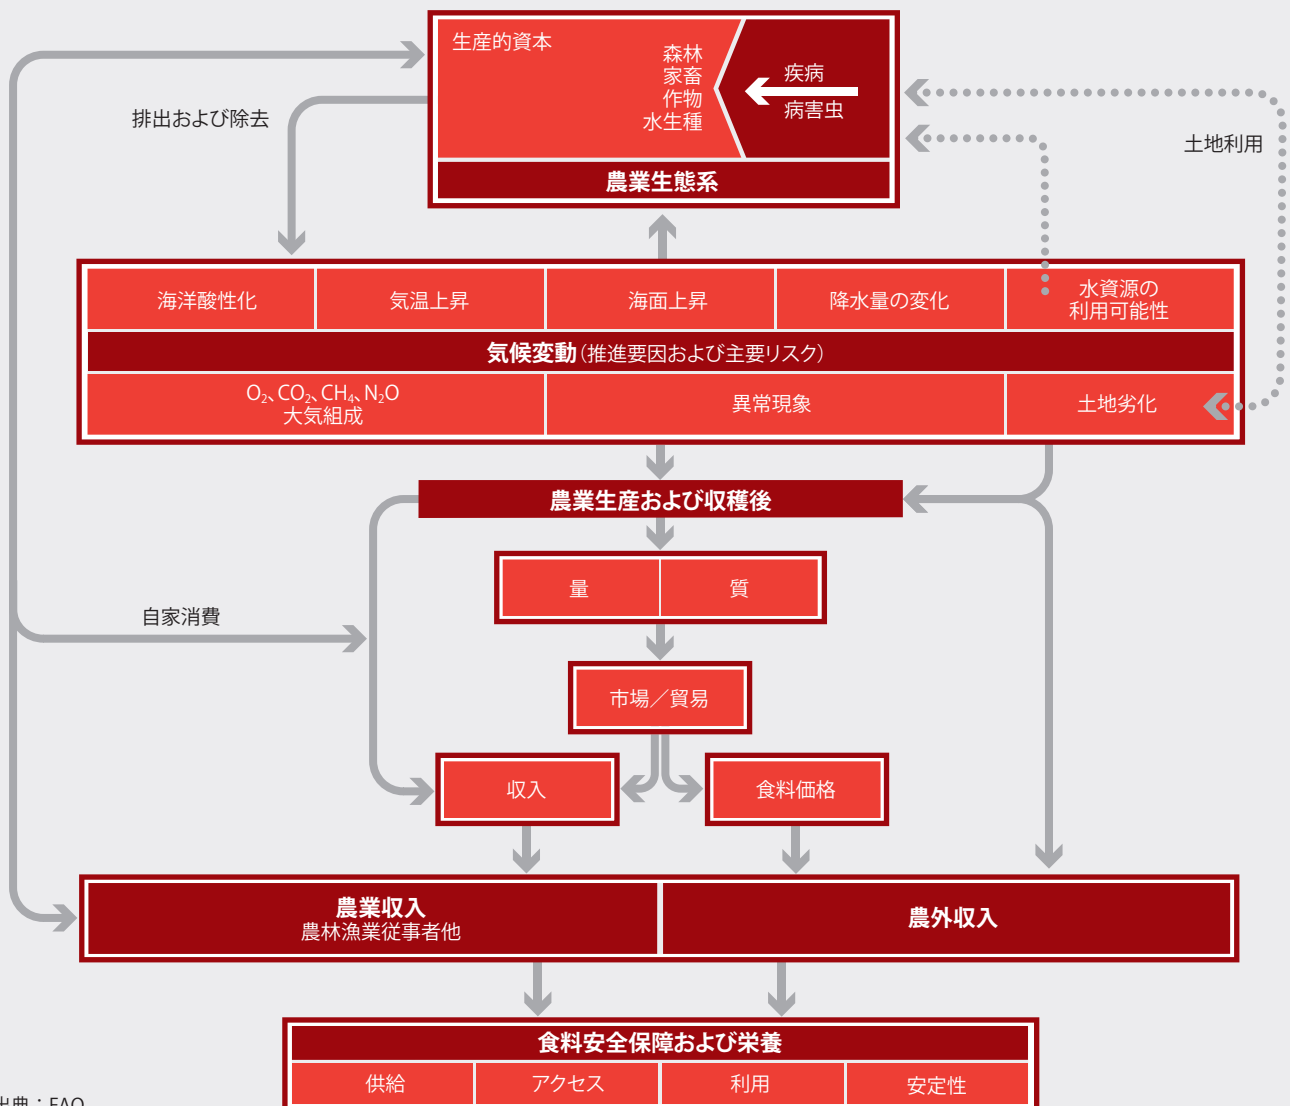 生産的資本
森林
家畜
作物
水生種
疾病
病害虫
農業生態系
排出および除去
土地利用
海洋酸性化
気温上昇
海面上昇
降水量の変化
水資源の
利用可能性
気候変動（推進要因および主要リスク）
O₂、CO₂、CH₄、N₂O
大気組成
異常現象
土地劣化
農業生産および収穫後
量
質
自家消費
市場／貿易
収入
食料価格
農業収入
農林漁業従事者他
農外収入
食料安全保障および栄養
供給
アクセス
利用
安定性
出典：FAO